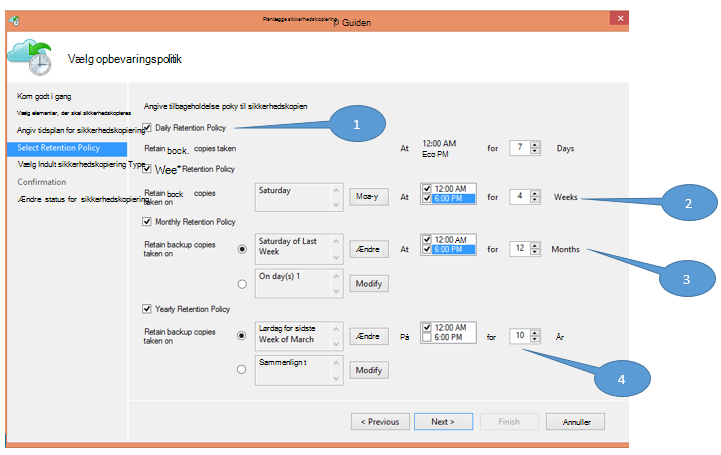 Planlægge sikkerhedskopiering
p Guiden
Vælg opbevaringspolitik
Kom godt i gang
Vælg elementer, der skal sikkerhedskopieres
Angiv tidsplan for sikkerhedskopiering
Select Retention Policy
Vælg Indult sikkerhedskopiering Type
Confirmation
Ændre status for sikkerhedskopiering
Angive tilbageholdelse poky til sikkerhedskopien
Daily Retention Policy
1
Retain bock. copies taken At 12:00 AM for 7 Days
Eco PM
Wee* Retention Policy
Retain bock copies taken on Saturday Moa-y At 12:00 AM for 4 Weeks
6:00 PM
2
Monthly Retention Policy
Retain backup copies taken on Saturday of Last Week Ændre At 12:00 AM for 12 Months
6:00 PM
3
On day(s) 1 Modify
Yearly Retention Policy
Retain backup copies taken on Lørdag for sidste Week of March Ændre På 12:00 AM for 10 År
6:00 PM
4
Sammenlign t Modify
< Previous Next > Finish Annuller